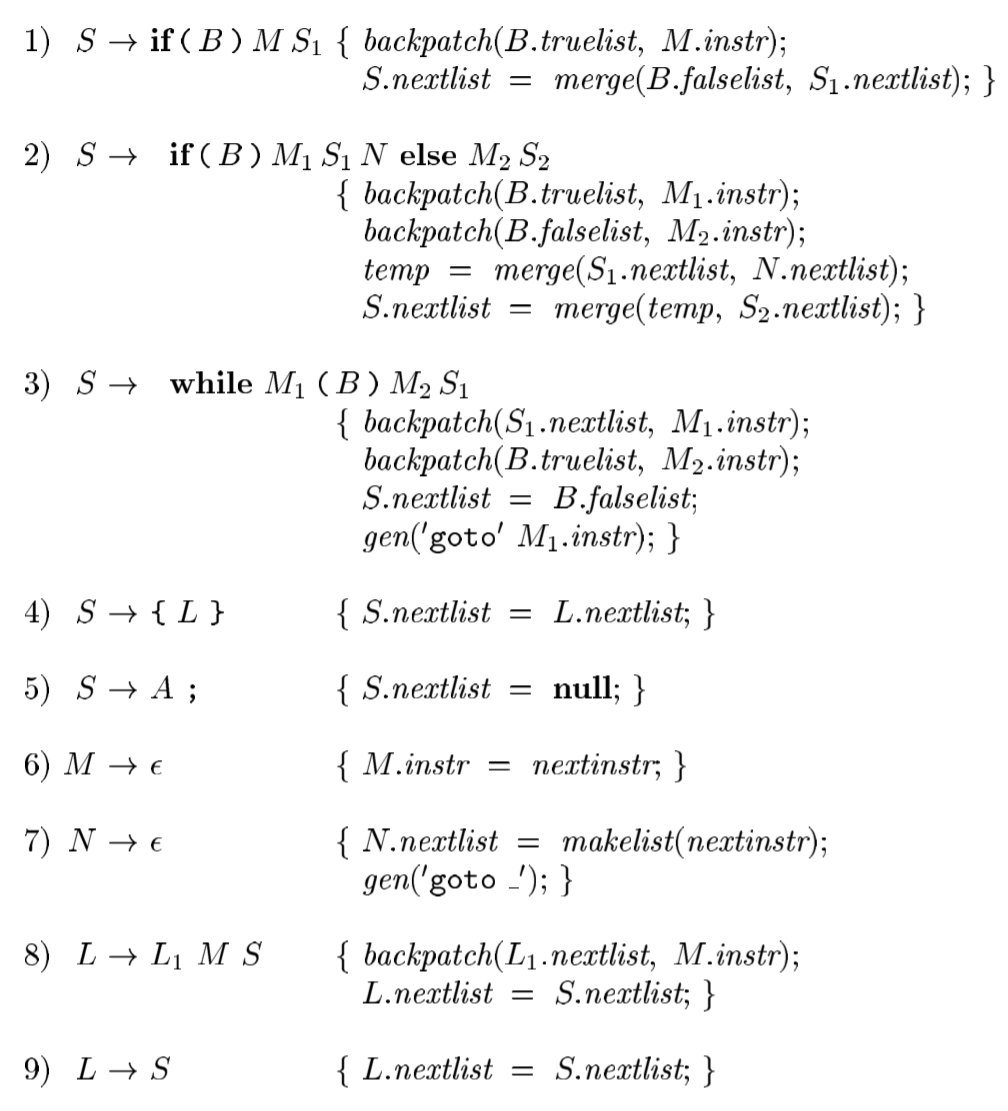 1) S → if ( B ) M S₁ { backpatch(B.truelist, M.instr);
S.nextlist = merge(B.falselist, S₁.nextlist); }
2) S → if ( B ) M₁ S₁ N else M₂ S₂
{ backpatch(B.truelist, M₁.instr);
backpatch(B.falselist, M₂.instr);
temp = merge(S₁.nextlist, N.nextlist);
S.nextlist = merge(temp, S₂.nextlist); }
3) S → while M₁ ( B ) M₂ S₁
{ backpatch(S₁.nextlist, M₁.instr);
backpatch(B.truelist, M₂.instr);
S.nextlist = B.falselist;
gen('goto' M₁.instr); }
4) S → { L } { S.nextlist = L.nextlist; }
5) S → A ; { S.nextlist = null; }
6) M → ϵ { M.instr = nextinstr; }
7) N → ϵ { N.nextlist = makelist(nextinstr);
gen('goto _'); }
8) L → L₁ M S { backpatch(L₁.nextlist, M.instr);
L.nextlist = S.nextlist; }
9) L → S { L.nextlist = S.nextlist; }